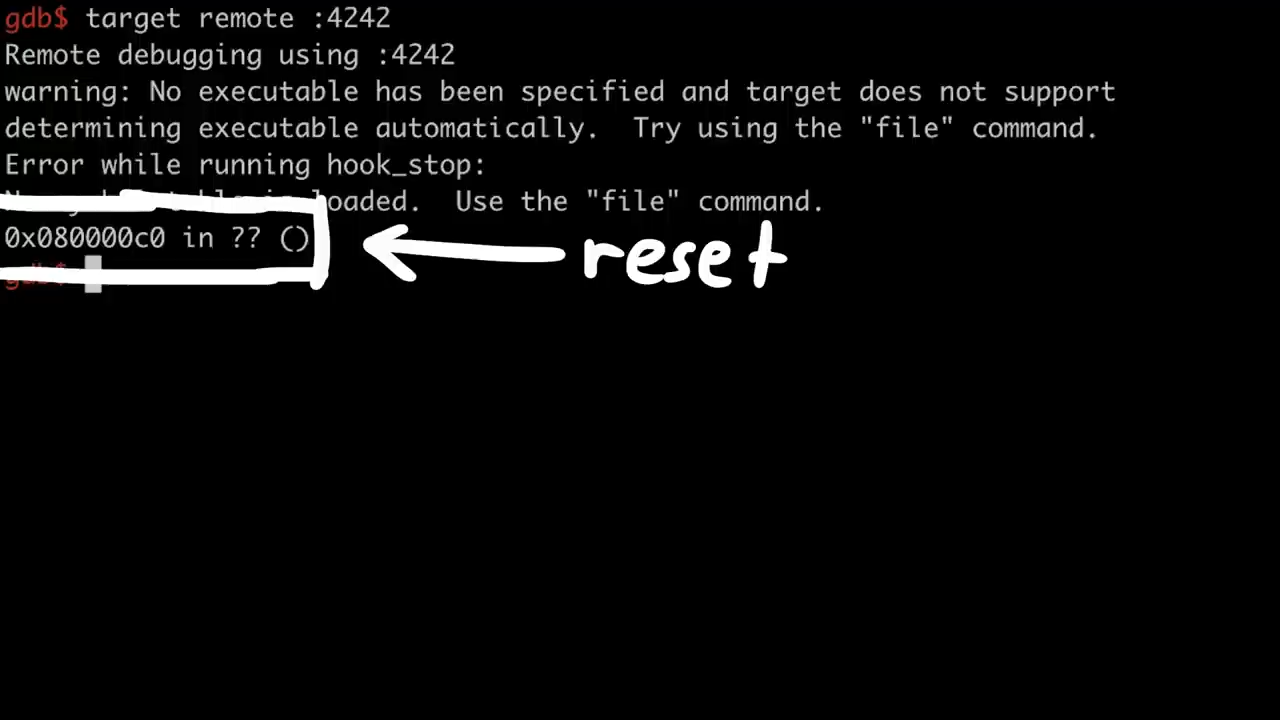 gdb$ target remote :4242
Remote debugging using :4242
warning: No executable has been specified and target does not support
determining executable automatically.  Try using the "file" command.
Error while running hook_stop:
loaded.  Use the "file" command.
0x080000c0 in ?? ()
reset
gdb$